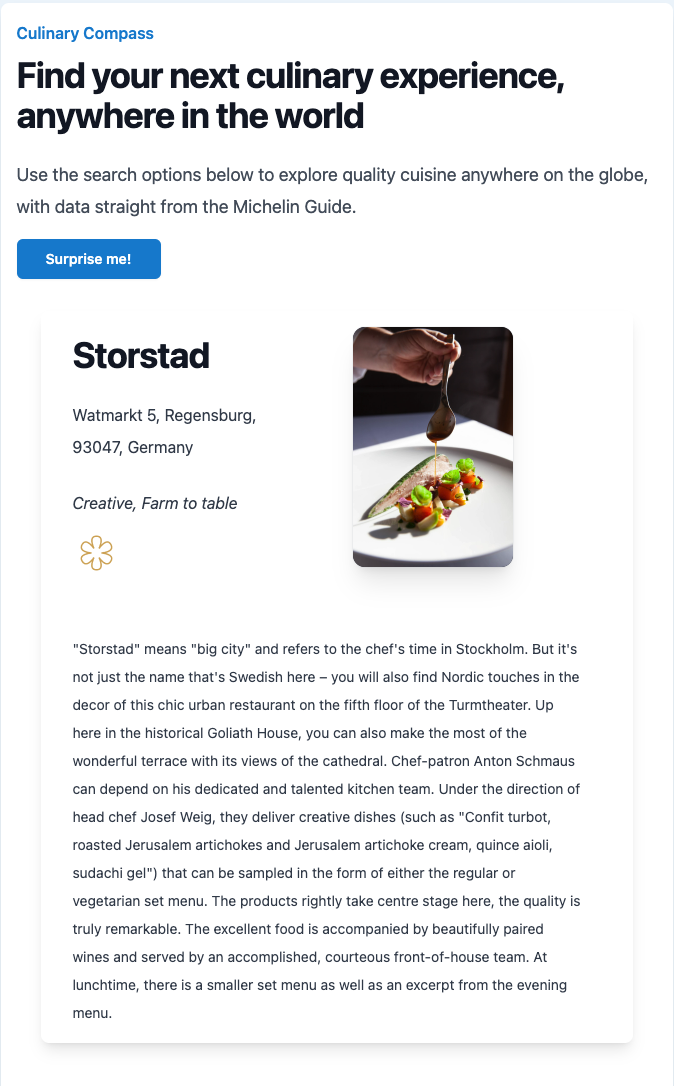 Culinary Compass
Find your next culinary experience,
anywhere in the world
Use the search options below to explore quality cuisine anywhere on the globe,
with data straight from the Michelin Guide.
Surprise me!
Storstad
Watmarkt 5, Regensburg,
93047, Germany
Creative, Farm to table
"Storstad" means "big city" and refers to the chef's time in Stockholm. But it's
not just the name that's Swedish here – you will also find Nordic touches in the
decor of this chic urban restaurant on the fifth floor of the Turmtheater. Up
here in the historical Goliath House, you can also make the most of the
wonderful terrace with its views of the cathedral. Chef-patron Anton Schmaus
can depend on his dedicated and talented kitchen team. Under the direction of
head chef Josef Weig, they deliver creative dishes (such as "Confit turbot,
roasted Jerusalem artichokes and Jerusalem artichoke cream, quince aioli,
sudachi gel") that can be sampled in the form of either the regular or
vegetarian set menu. The products rightly take centre stage here, the quality is
truly remarkable. The excellent food is accompanied by beautifully paired
wines and served by an accomplished, courteous front-of-house team. At
lunchtime, there is a smaller set menu as well as an excerpt from the evening
menu.